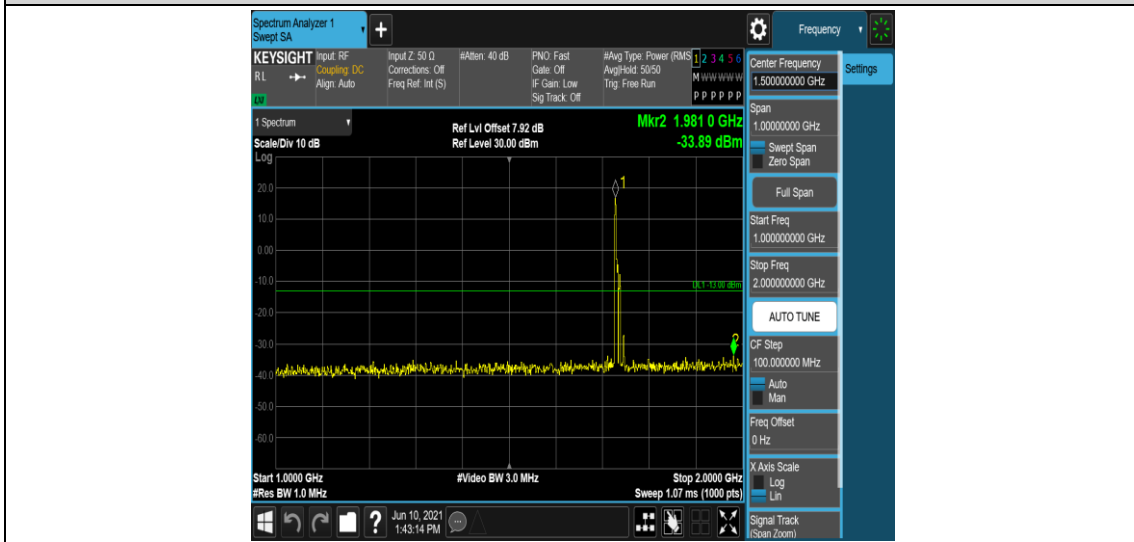 Spectrum Analyzer 1
Swept SA
+
Frequency
KEYSIGHT
RL
Input: RF
Coupling: DC
Align: Auto
Input Z: 50 Ω
Corrections: Off
Freq Ref: Int (S)
#Atten: 40 dB
PNO: Fast
Gate: Off
IF Gain: Low
Sig Track: Off
#Avg Type: Power (RMS
Avg|Hold: 50/50
Trig: Free Run
1 2 3 4 5 6
M W W W W W
P P P P P P
1 Spectrum
Scale/Div 10 dB
Log
Ref Lvl Offset 7.92 dB
Ref Level 30.00 dBm
Mkr2 1.981 0 GHz
-33.89 dBm
20.0
10.0
0.00
-10.0
-20.0
-30.0
-40.0
-50.0
-60.0
1
2
DL1 -13.00 dBm
Start 1.0000 GHz
#Res BW 1.0 MHz
#Video BW 3.0 MHz
Stop 2.0000 GHz
Sweep 1.07 ms (1000 pts)
Center Frequency
1.500000000 GHz
Settings
Span
1.00000000 GHz
Swept Span
Zero Span
Full Span
Start Freq
1.000000000 GHz
Stop Freq
2.000000000 GHz
AUTO TUNE
CF Step
100.000000 MHz
Auto
Man
Freq Offset
0 Hz
X Axis Scale
Log
Lin
Signal Track
(Span Zoom)
?
Jun 10, 2021
1:43:14 PM